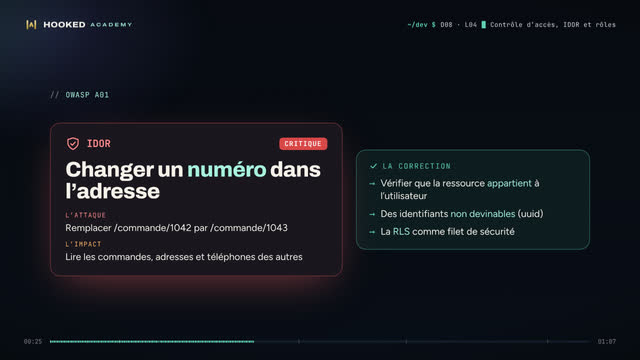 HOOKED ACADEMY
~/dev $ D08 · L04 Contrôle d'accès, IDOR et rôles
// OWASP A01
IDOR
CRITIQUE
Changer un numéro dans
l'adresse
L'ATTAQUE
Remplacer /commande/1042 par /commande/1043
L'IMPACT
Lire les commandes, adresses et téléphones des autres
LA CORRECTION
→ Vérifier que la ressource appartient à
l'utilisateur
→ Des identifiants non devinables (uuid)
→ La RLS comme filet de sécurité
00:25
01:07